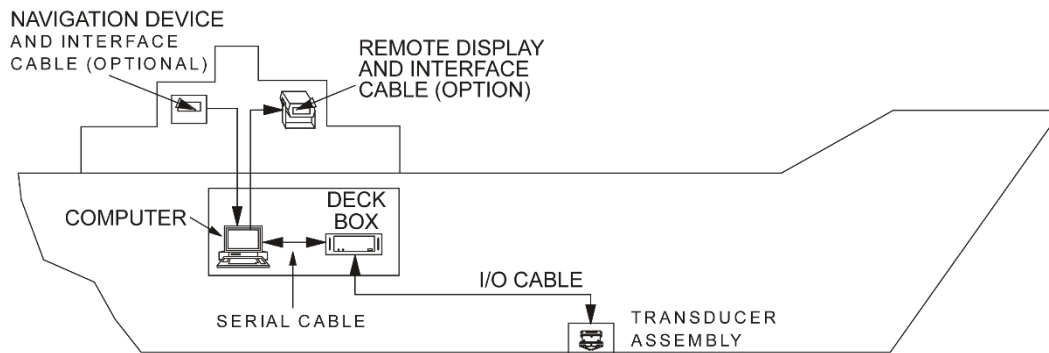 NAVIGATION DEVICE
AND INTERFACE
CABLE (OPTIONAL)
REMOTE DISPLAY
AND INTERFACE
CABLE (OPTION)
COMPUTER
DECK
BOX
I/O CABLE
SERIAL CABLE
TRANSDUCER
ASSEMBLY